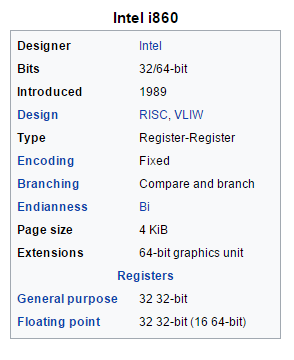 Intel i860
Designer Intel
Bits 32/64-bit
Introduced 1989
Design RISC, VLIW
Type Register-Register
Encoding Fixed
Branching Compare and branch
Endianness Bi
Page size 4 KiB
Extensions 64-bit graphics unit
Registers
General purpose 32 32-bit
Floating point 32 32-bit (16 64-bit)